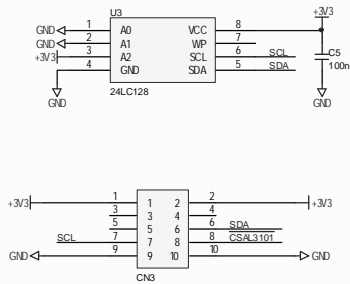 U3
+3V3
GND 1 A0 VCC 8
GND 2 A1 WP 7
+3V3 3 A2 SCL 6 SCL
4 GND SDA 5 SDA
C5
100n
24LC128
GND
GND
+3V3 1 1 2 2 +3V3
3 3 4 4
5 5 6 6 SDA
SCL 7 7 8 8 CSAL3101
GND 9 9 10 10 GND
CN3